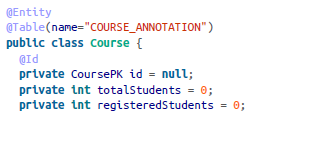 @Entity
@Table(name="COURSE_ANNOTATION")
public class Course {
@Id
private CoursePK id = null;
private int totalStudents = 0;
private int registeredStudents = 0;